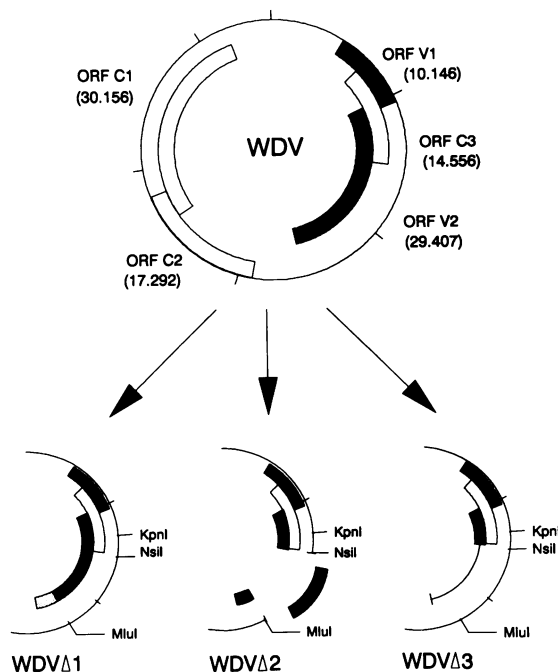 ORF V1
(10.146)
ORF C1
(30.156)
WDV
ORF C3
(14.556)
ORF V2
(29.407)
ORF C2
(17.292)
KpnI
NsiI
MluI
WDVΔ1
KpnI
NsiI
MluI
WDVΔ2
KpnI
NsiI
MluI
WDVΔ3